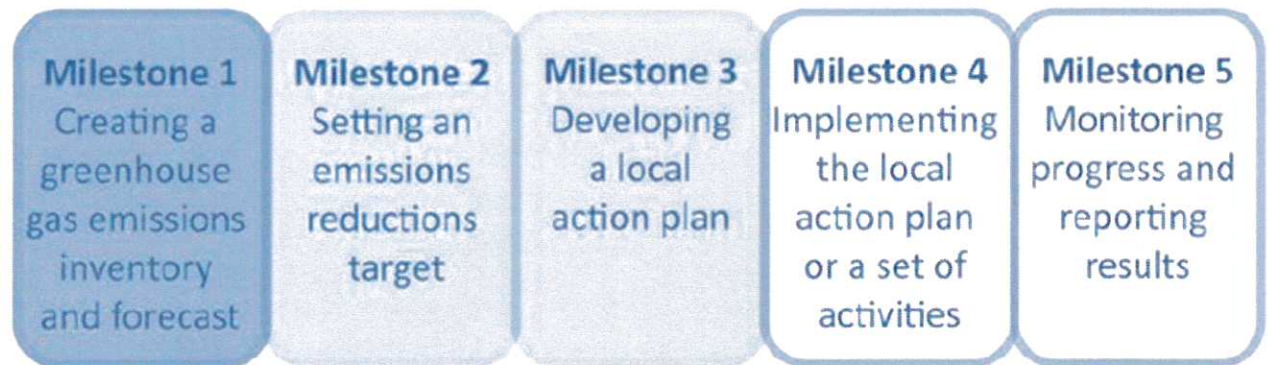 Milestone 1
Creating a
greenhouse
gas emissions
inventory
and forecast
Milestone 2
Setting an
emissions
reductions
target
Milestone 3
Developing
a local
action plan
Milestone 4
Implementing
the local
action plan
or a set of
activities
Milestone 5
Monitoring
progress and
reporting
results